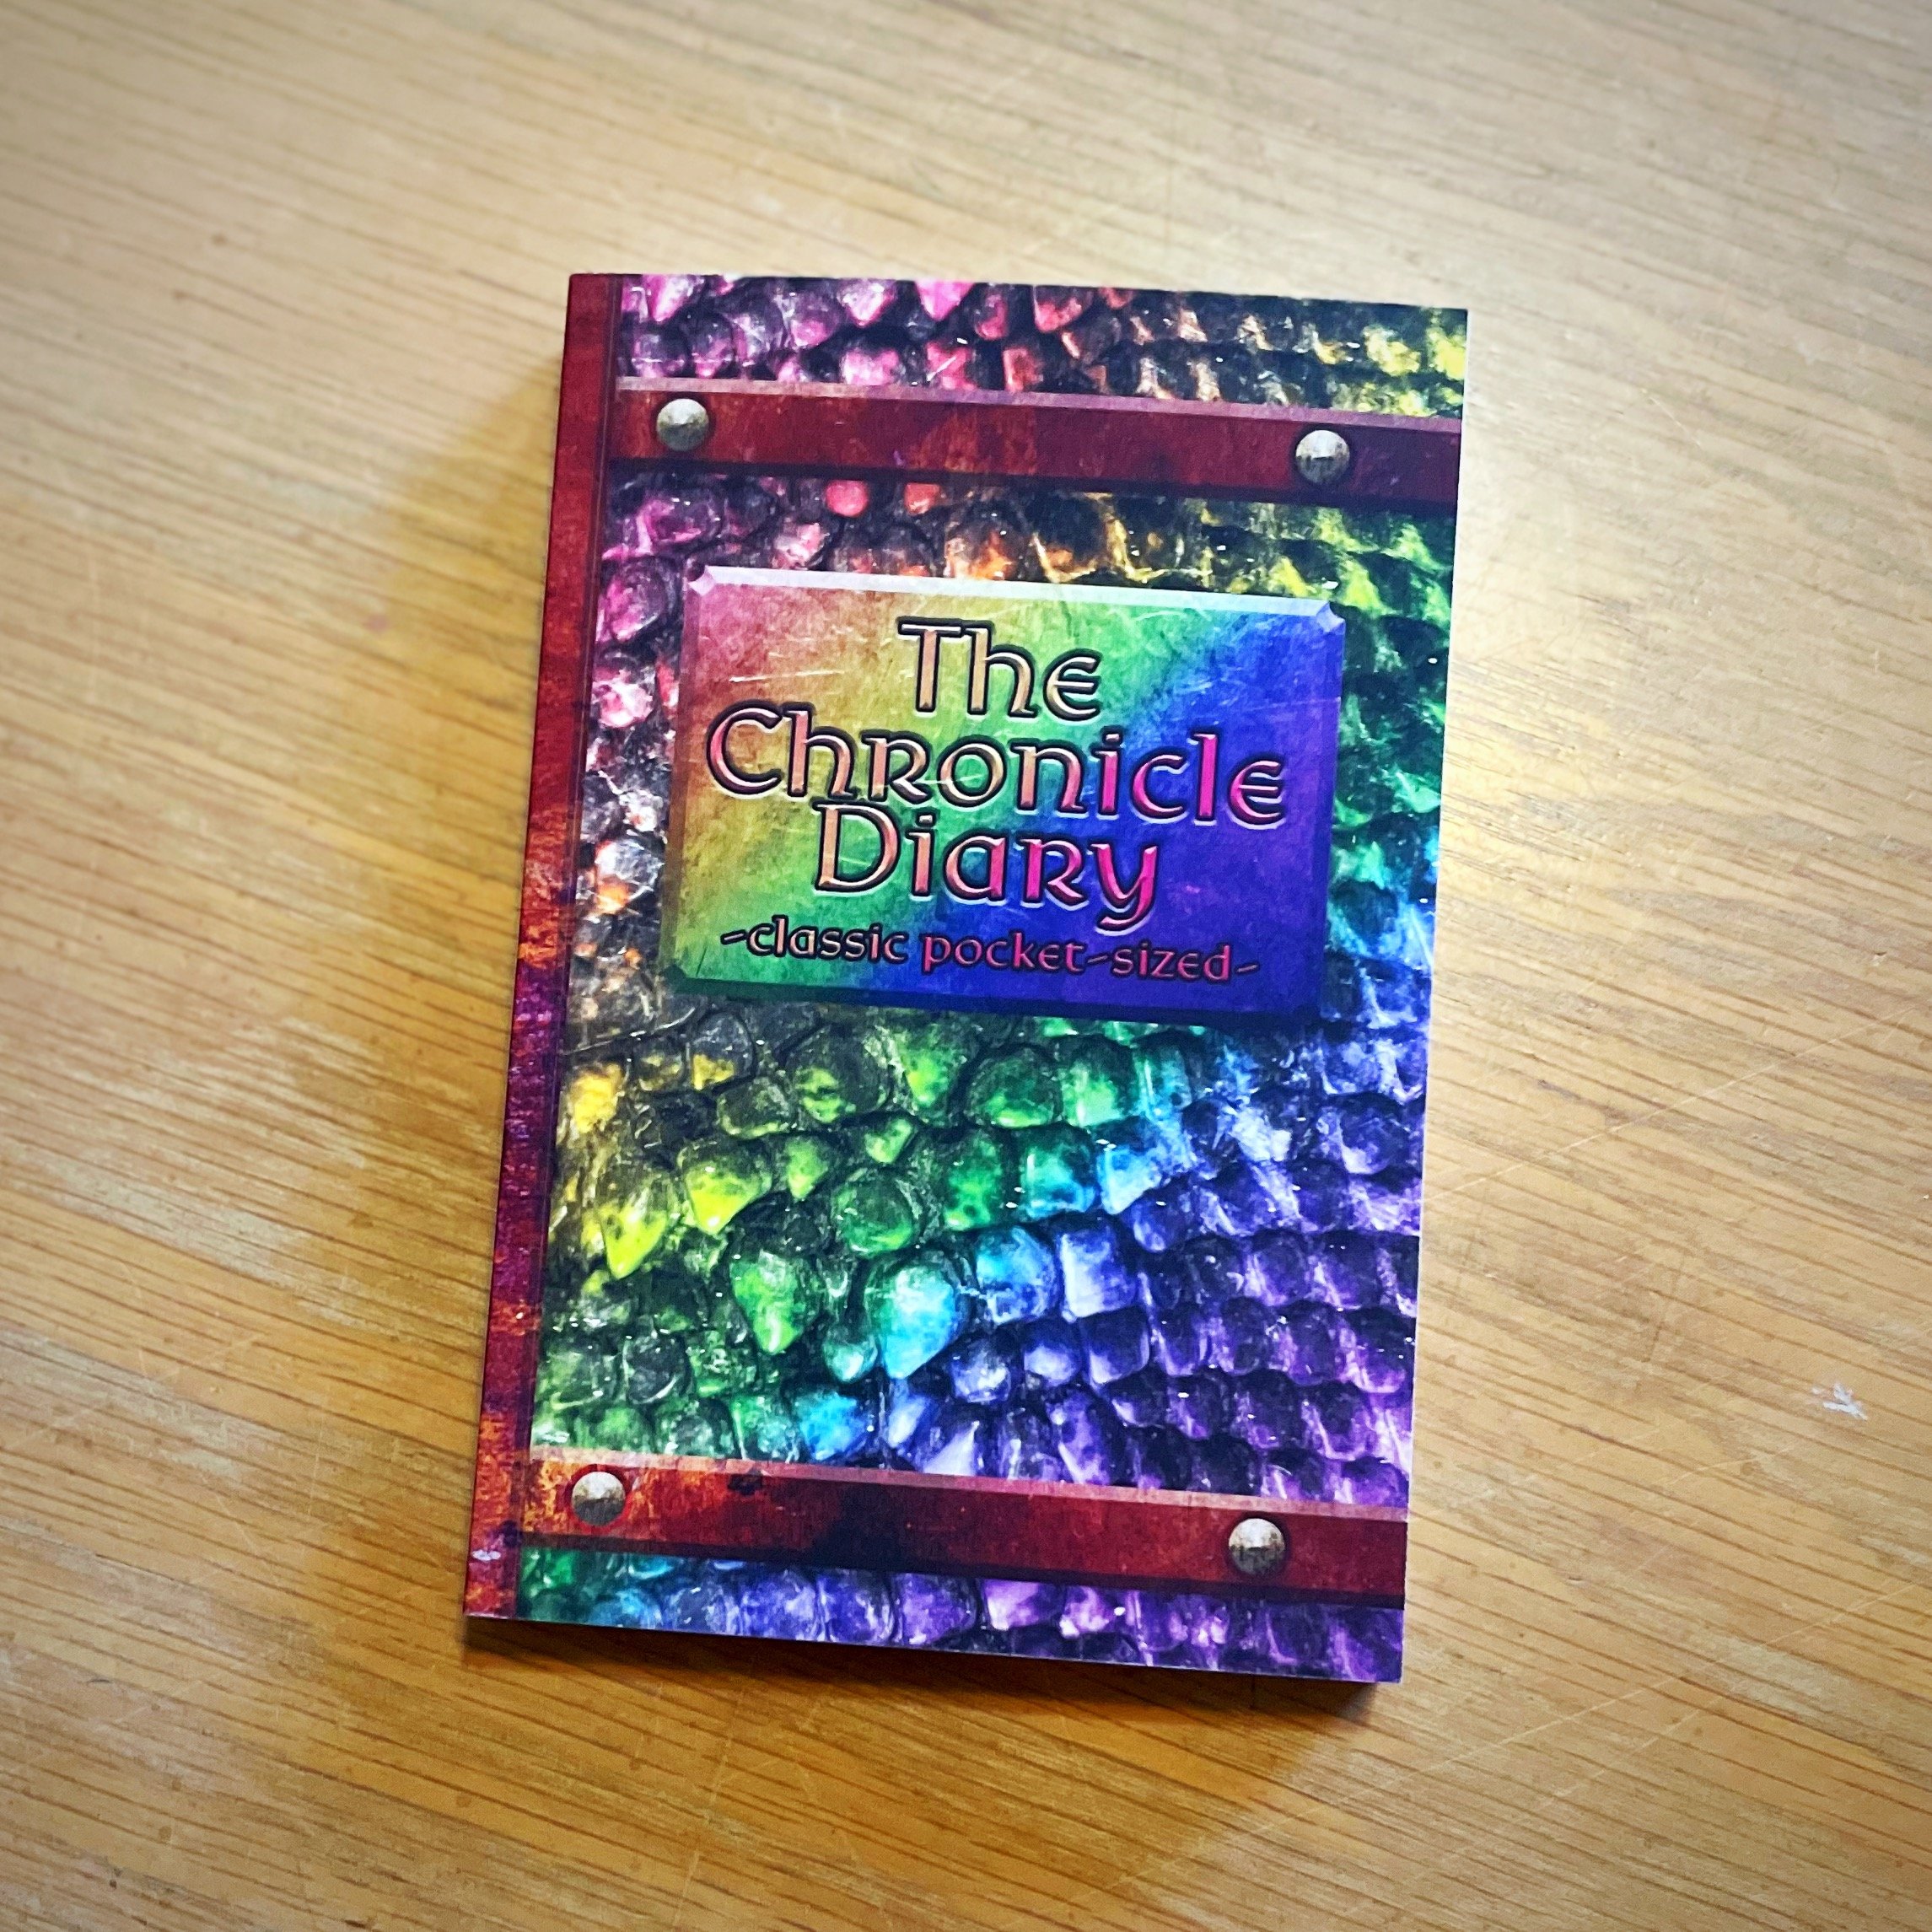 The
Chronicle
Diary
-classic pocket-sized-